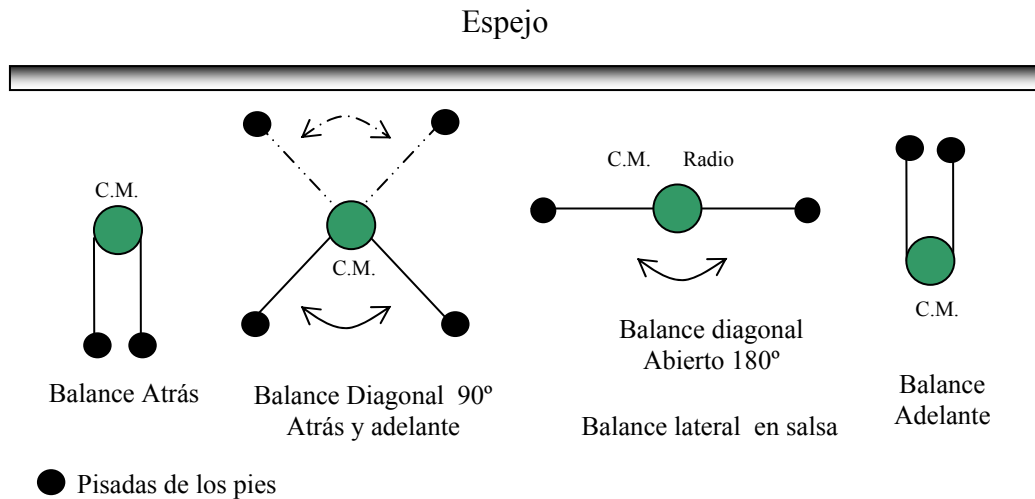 Espejo
C.M.
Balance Atrás
C.M.
Balance Diagonal 90º
Atrás y adelante
C.M. Radio
Balance diagonal
Abierto 180º
Balance lateral en salsa
C.M.
Balance
Adelante
Pisadas de los pies